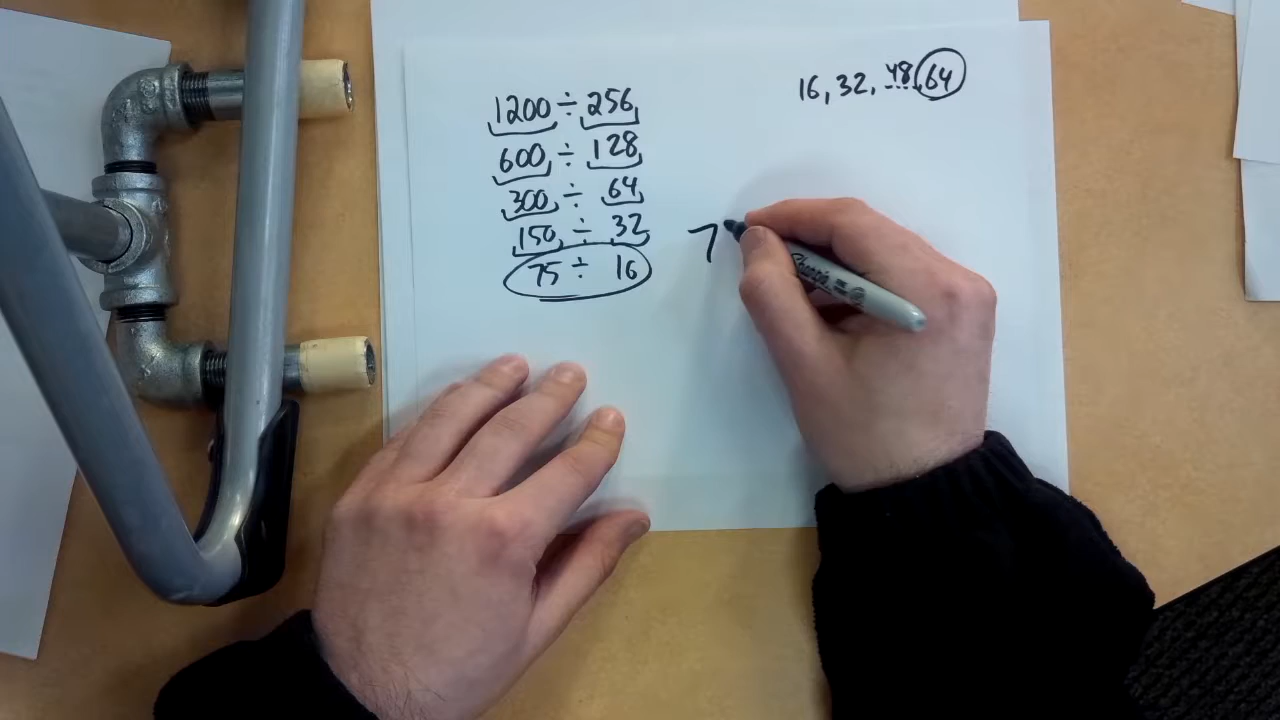 1200 ÷ 256
600 ÷ 128
300 ÷ 64
150 ÷ 32
75 ÷ 16
16, 32, 48, 64
7
Sharpie